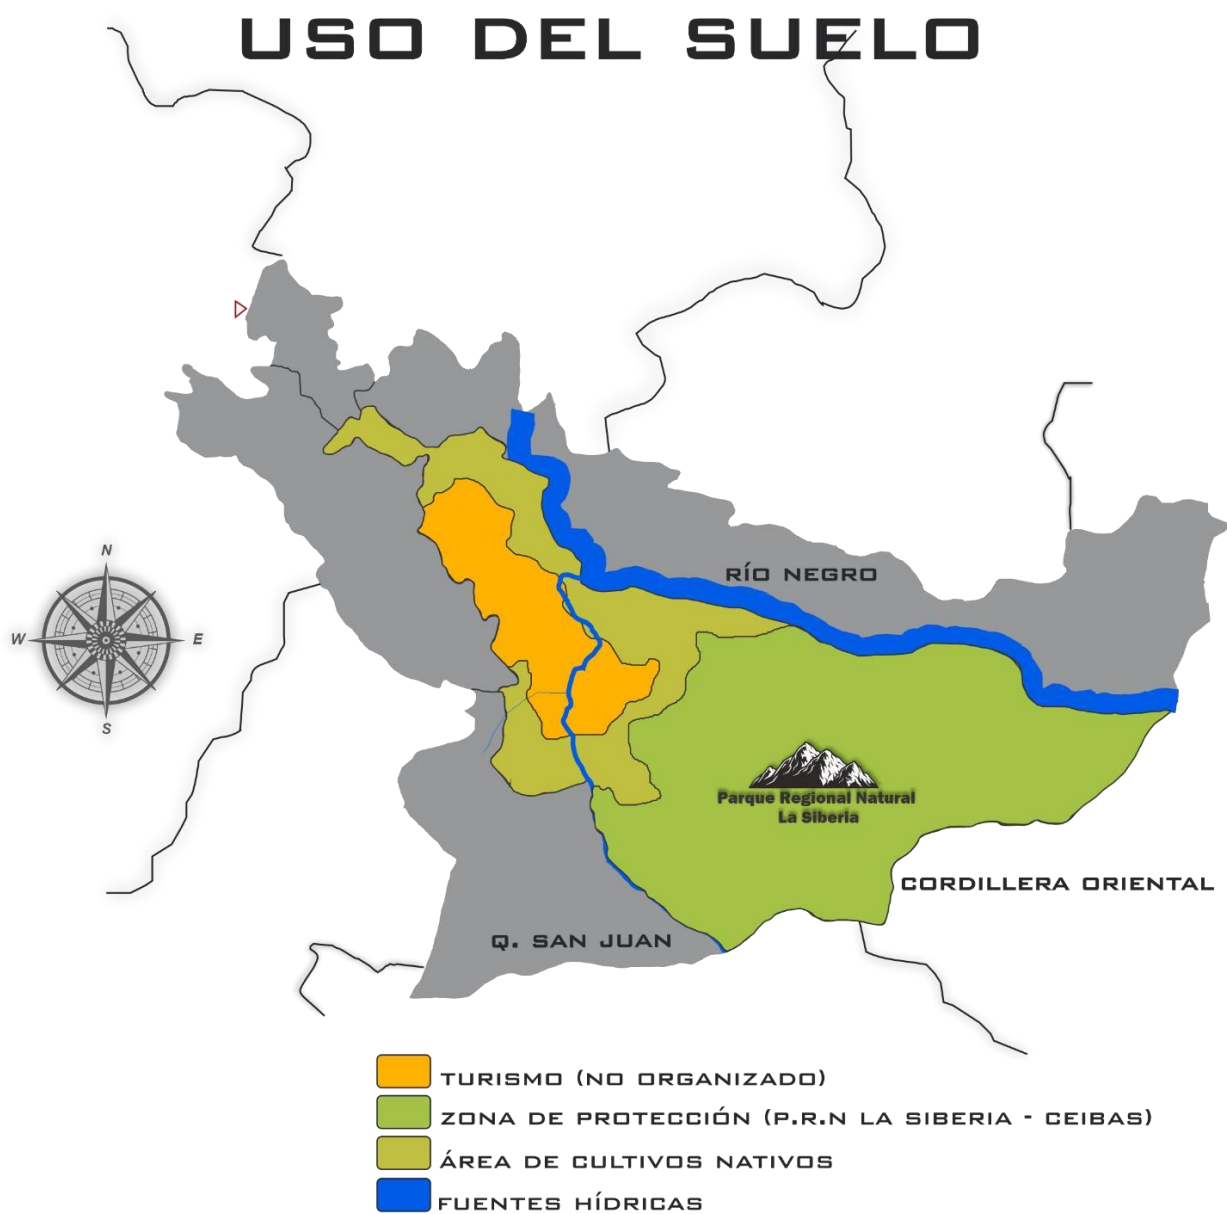 USO DEL SUELO
RÍO NEGRO
N
W
E
S
Parque Regional Natural
La Siberia
CORDILLERA ORIENTAL
Q. SAN JUAN
TURISMO (NO ORGANIZADO)
ZONA DE PROTECCIÓN (P.R.N LA SIBERIA - CEIBAS)
ÁREA DE CULTIVOS NATIVOS
FUENTES HÍDRICAS